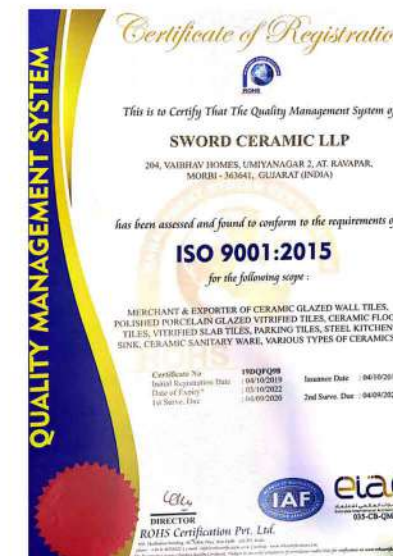 QUALITY MANAGEMENT SYSTEM
Certificate of Registratio
ROHS
This is to Certify That The Quality Management System o
SWORD CERAMIC LLP
204, VAIBHAV HOMES, UMIYANAGAR 2, AT. RAVAPAR,
MORBI - 363641, GUJARAT (INDIA)
has been assessed and found to conform to the requirements o
ISO 9001:2015
for the following scope :
MERCHANT & EXPORTER OF CERAMIC GLAZED WALL TILES,
POLISHED PORCELAIN GLAZED VITRIFIED TILES, CERAMIC FLOO
TILES, VITRIFIED SLAB TILES, PARKING TILES, STEEL KITCHEN
SINK, CERAMIC SANITARY WARE, VARIOUS TYPES OF CERAMICS
Certificate No : 19DQFQ98
Initial Registration Date : 04/10/2019 Issuance Date : 04/10/201
Date of Expiry* : 03/10/2022
1st Surve. Due : 04/09/2020 2nd Surve. Due : 04/09/202
DIRECTOR
ROHS Certification Pvt. Ltd.
IAF
eiac
035-CB-QM